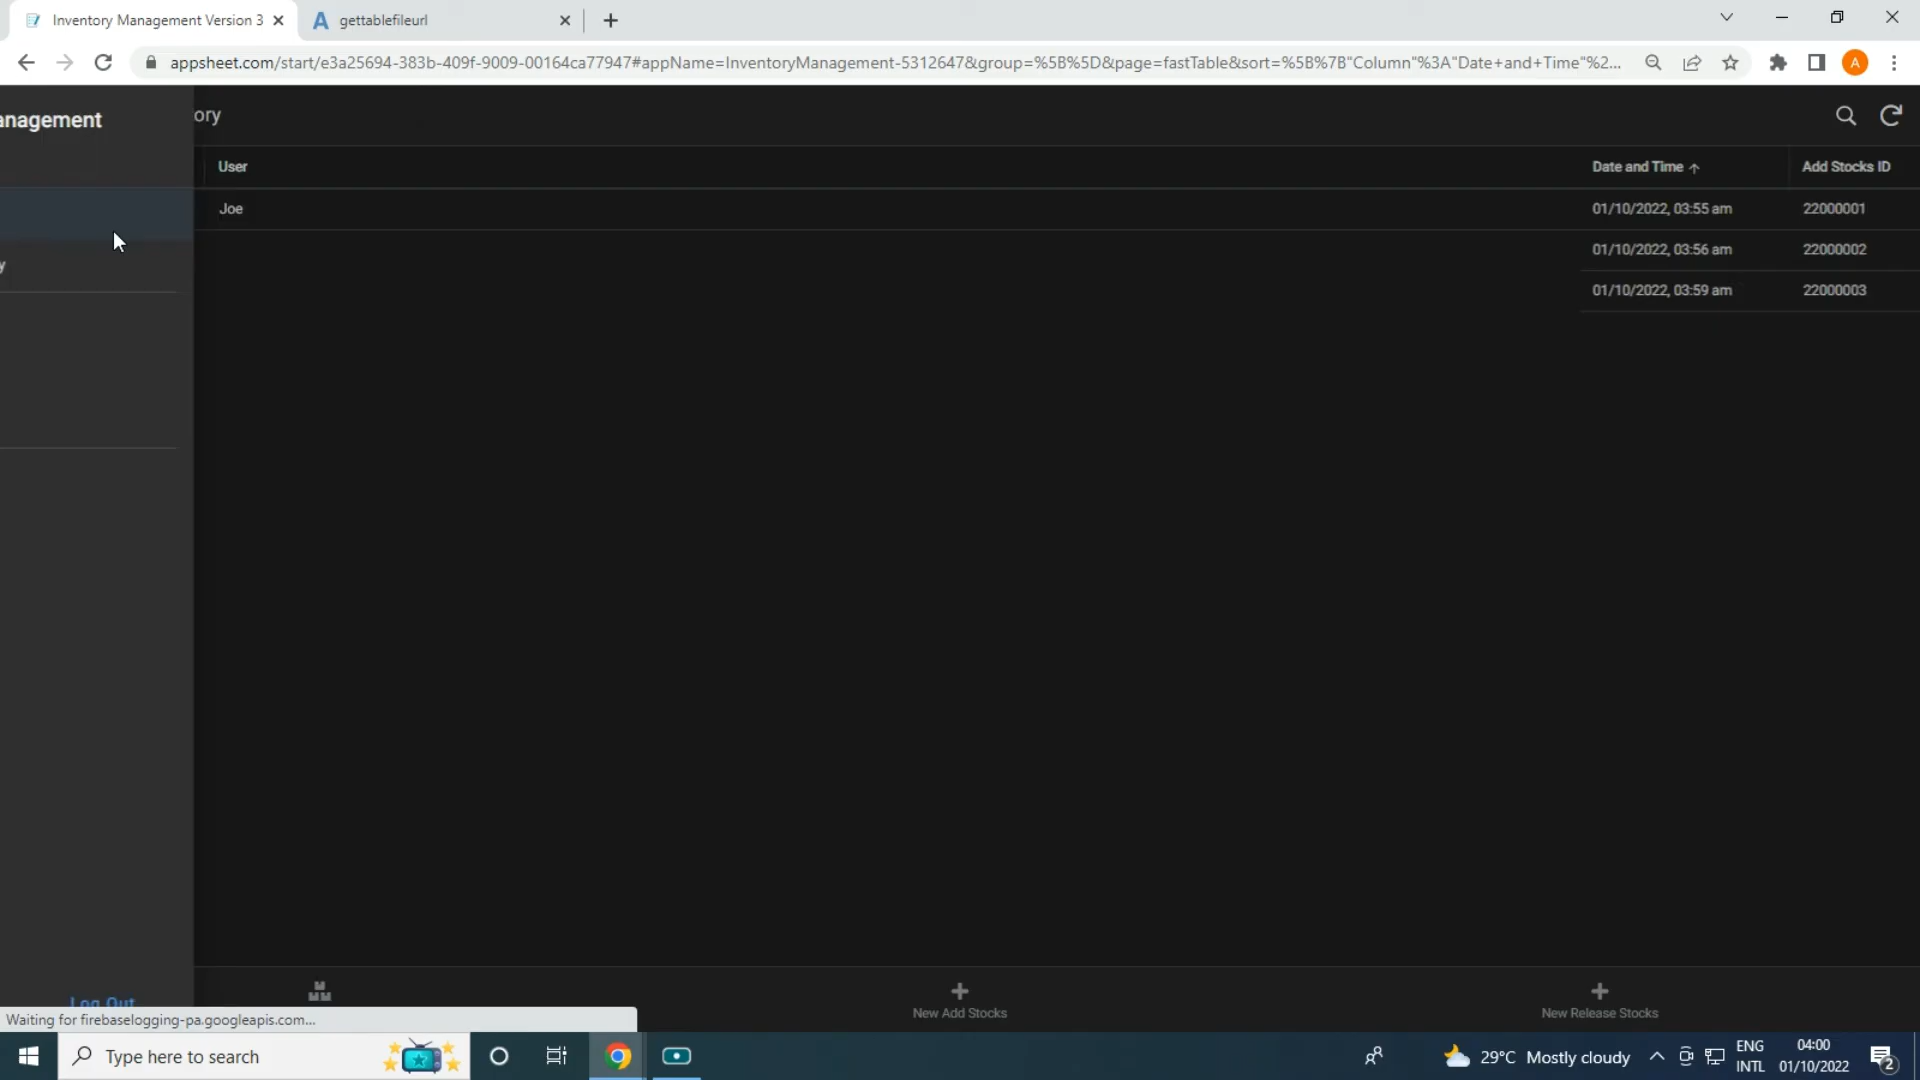 Inventory Management Version 3
gettablefileurl
appsheet.com/start/e3a25694-383b-409f-9009-00164ca77947#appName=InventoryManagement-5312647&group=%5B%5D&page=fastTable&sort=%5B%7B"Column"%3A"Date+and+Time"%2...
A
anagement
ory
User
Date and Time
Add Stocks ID
Joe
01/10/2022, 03:55 am
22000001
01/10/2022, 03:56 am
22000002
y
01/10/2022, 03:59 am
22000003
Log Out
New Add Stocks
New Release Stocks
Waiting for firebaselogging-pa.googleapis.com...
Type here to search
29°C Mostly cloudy
ENG
INTL
04:00
01/10/2022
2